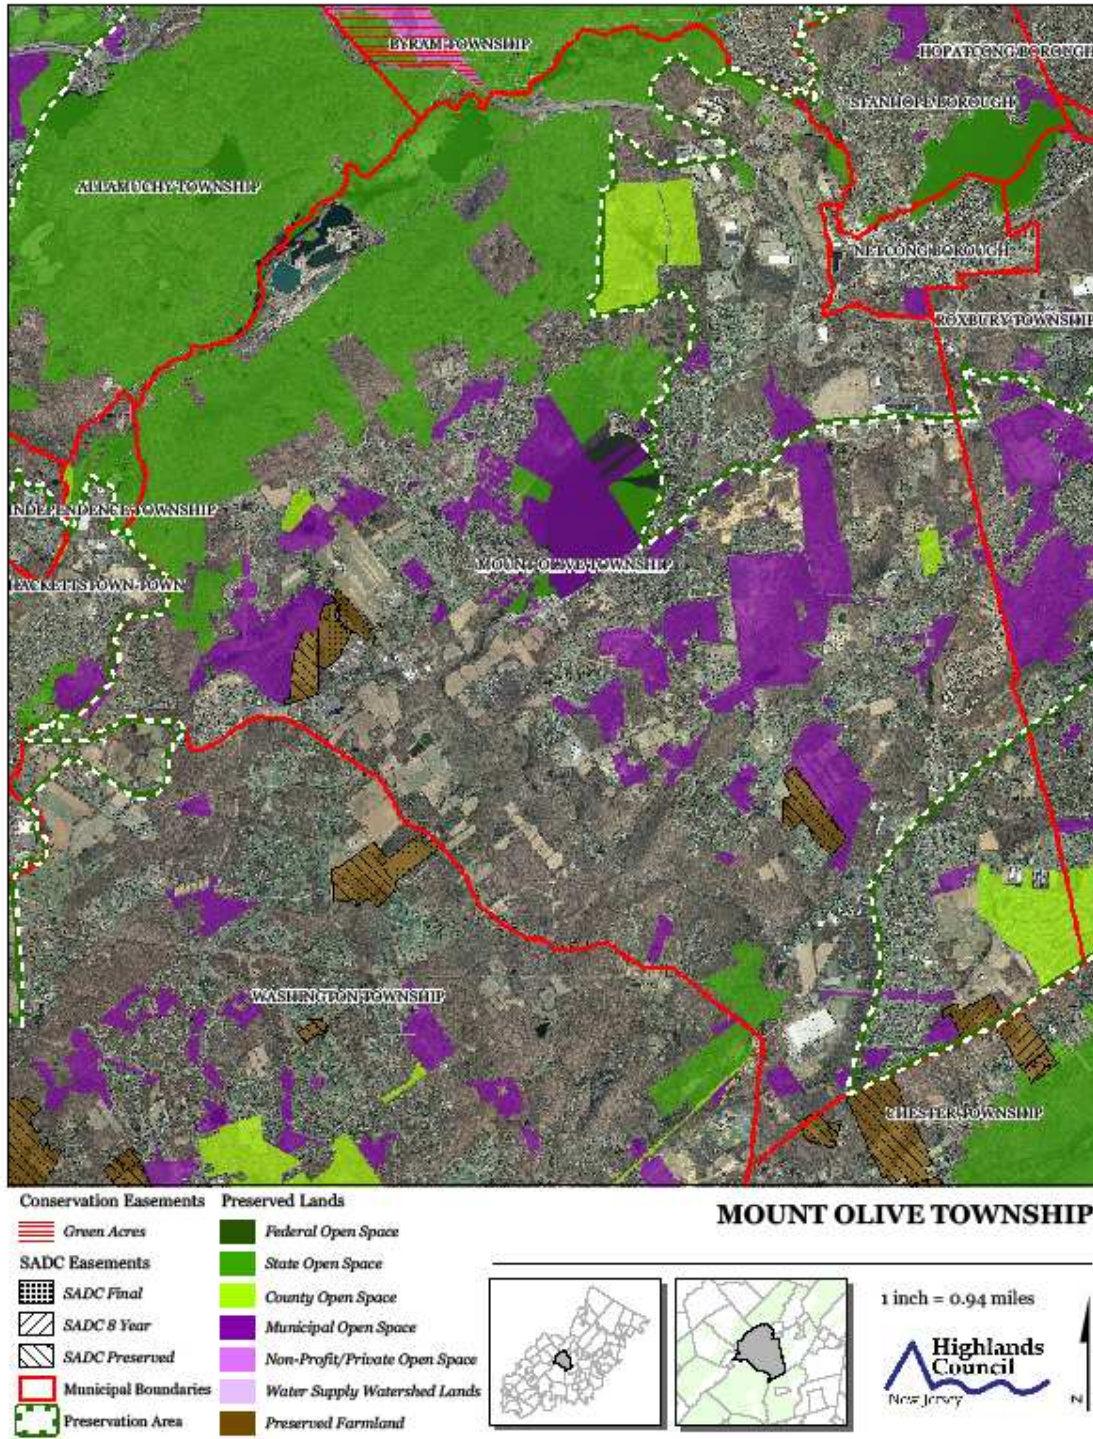 BYRAM TOWNSHIP
HOPATCONG BOROUGH
STANHOPE BOROUGH
ALLAMUCHY TOWNSHIP
NETCONG BOROUGH
ROXBURY TOWNSHIP
INDEPENDENCE TOWNSHIP
MOUNT OLIVE TOWNSHIP
HACKETTSTOWN TOWN
WASHINGTON TOWNSHIP
CHESTER TOWNSHIP
Conservation Easements
Green Acres
SADC Easements
SADC Final
SADC 8 Year
SADC Preserved
Municipal Boundaries
Preservation Area
Preserved Lands
Federal Open Space
State Open Space
County Open Space
Municipal Open Space
Non-Profit/Private Open Space
Water Supply Watershed Lands
Preserved Farmland
MOUNT OLIVE TOWNSHIP
1 inch = 0.94 miles
Highlands
Council
New Jersey
N